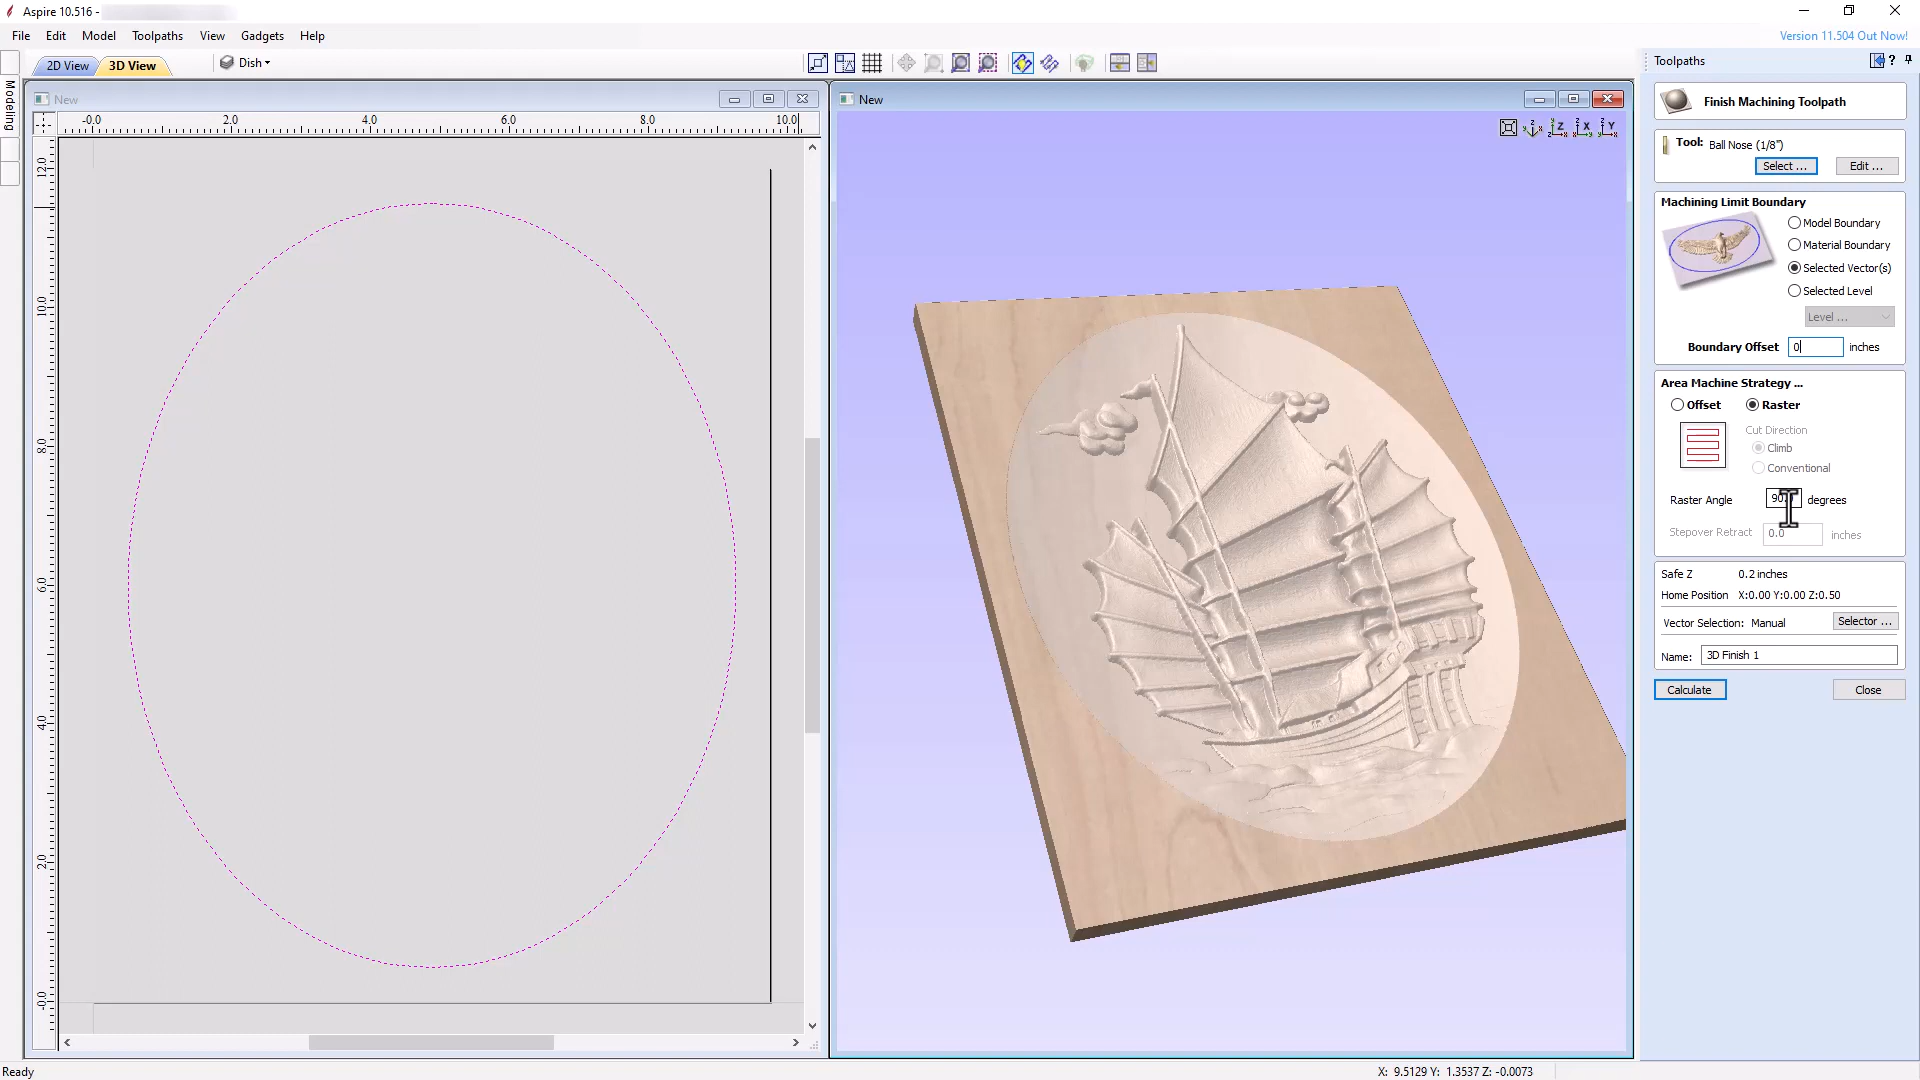 Aspire 10.516 -
File Edit Model Toolpaths View Gadgets Help
Version 11.504 Out Now!
2D View 3D View Dish
Toolpaths ?
Modeling
New
New
-0.0 2.0 4.0 6.0 8.0 10.0
12.0
10.0
8.0
6.0
4.0
2.0
-0.0
Z X Y
Finish Machining Toolpath
Tool: Ball Nose (1/8")
Select ... Edit ...
Machining Limit Boundary
Model Boundary
Material Boundary
Selected Vector(s)
Selected Level
Level ...
Boundary Offset 0 inches
Area Machine Strategy ...
Offset Raster
Cut Direction
Climb
Conventional
Raster Angle degrees
Stepover Retract 0.0 inches
Safe Z 0.2 inches
Home Position X:0.00 Y:0.00 Z:0.50
Vector Selection: Manual Selector ...
Name: 3D Finish 1
Calculate Close
Ready
X: 9.5129 Y: 1.3537 Z: -0.0073